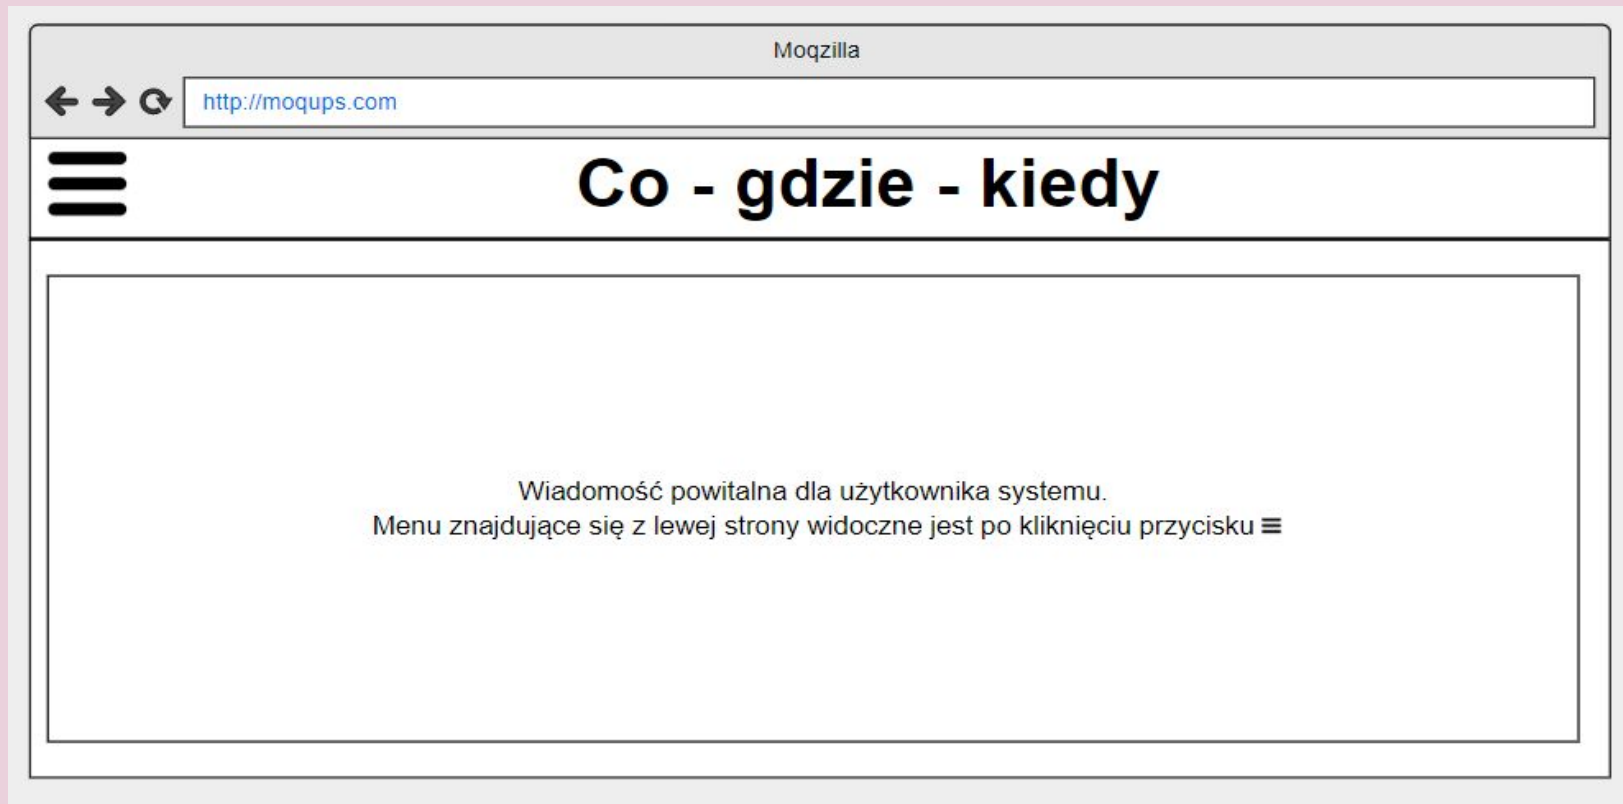 Moqzilla
http://moqups.com
Co - gdzie - kiedy
Wiadomość powitalna dla użytkownika systemu.
Menu znajdujące się z lewej strony widoczne jest po kliknięciu przycisku ≡